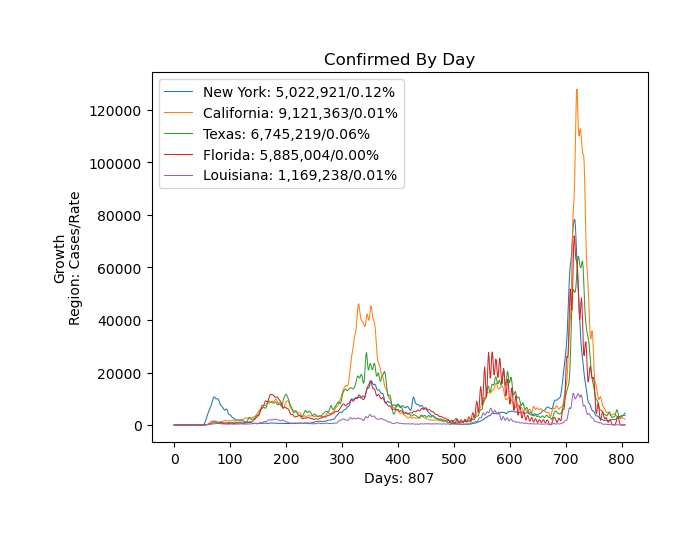 Confirmed By Day
New York: 5,022,921/0.12%
California: 9,121,363/0.01%
Texas: 6,745,219/0.06%
Florida: 5,885,004/0.00%
Louisiana: 1,169,238/0.01%
Growth
Region: Cases/Rate
120000
100000
80000
60000
40000
20000
0
0 100 200 300 400 500 600 700 800
Days: 807